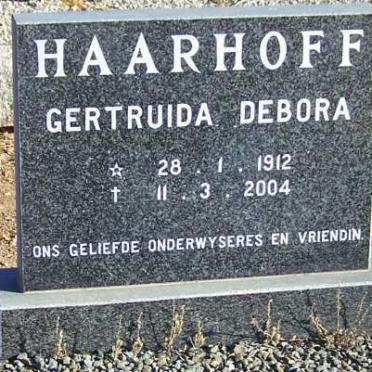 HAARHOFF
GERTRUIDA DEBORA
☆ 28 . 1 . 1912
† 11 . 3 . 2004
ONS GELIEFDE ONDERWYSERES EN VRIENDIN.